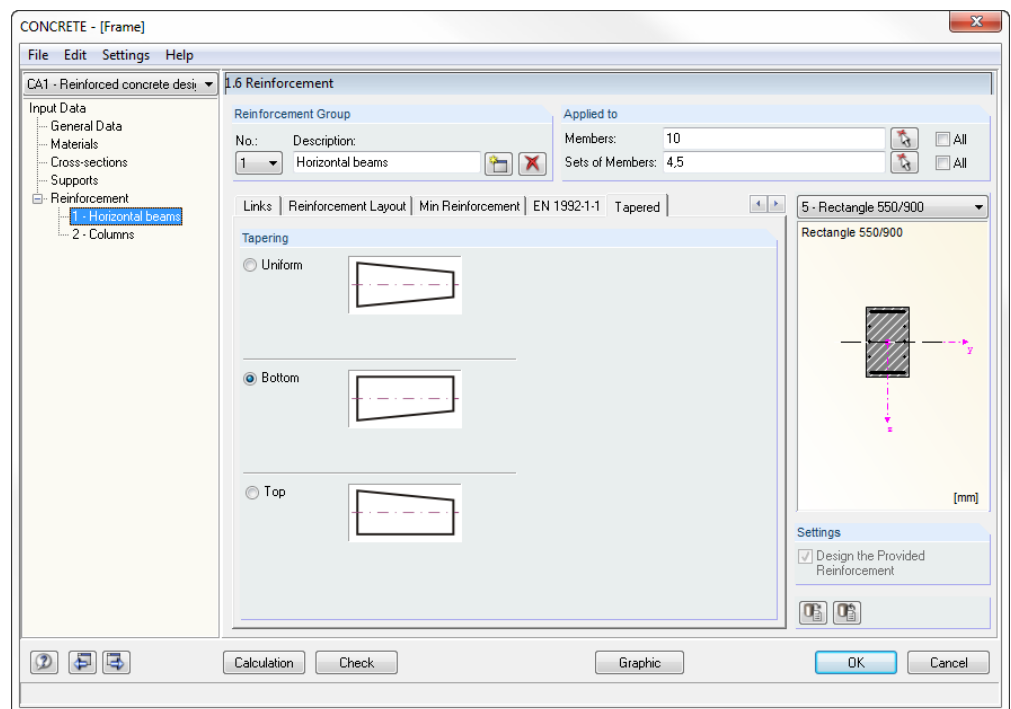 CONCRETE - [Frame]
File Edit Settings Help
CA1 - Reinforced concrete desi
1.6 Reinforcement
Input Data
General Data
Materials
Cross-sections
Supports
Reinforcement
1 - Horizontal beams
2 - Columns
Reinforcement Group
No.: Description:
1 Horizontal beams
Applied to
Members: 10 All
Sets of Members: 4,5 All
Links Reinforcement Layout Min Reinforcement EN 1992-1-1 Tapered
Tapering
Uniform
Bottom
Top
5 - Rectangle 550/900
Rectangle 550/900
y
z
[mm]
Settings
Design the Provided
Reinforcement
Calculation Check Graphic OK Cancel